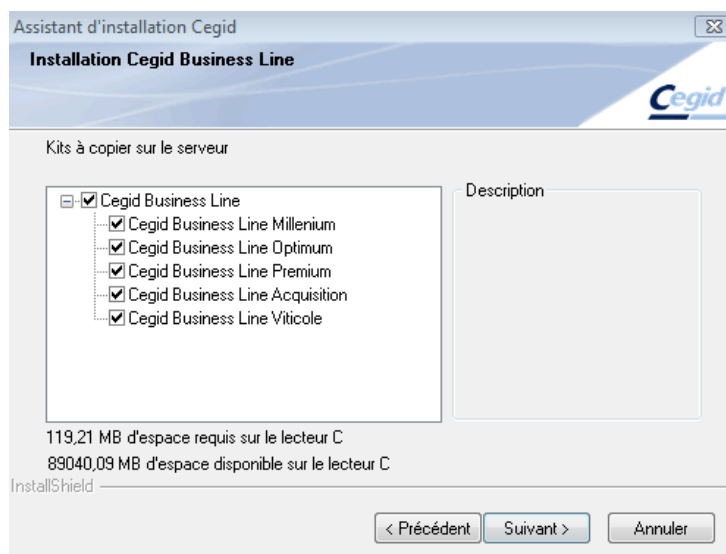 Assistant d'installation Cegid
Installation Cegid Business Line
Cegid
Kits à copier sur le serveur
Cegid Business Line
Cegid Business Line Millenium
Cegid Business Line Optimum
Cegid Business Line Premium
Cegid Business Line Acquisition
Cegid Business Line Viticole
Description
119,21 MB d'espace requis sur le lecteur C
89040,09 MB d'espace disponible sur le lecteur C
InstallShield
< Précédent Suivant > Annuler